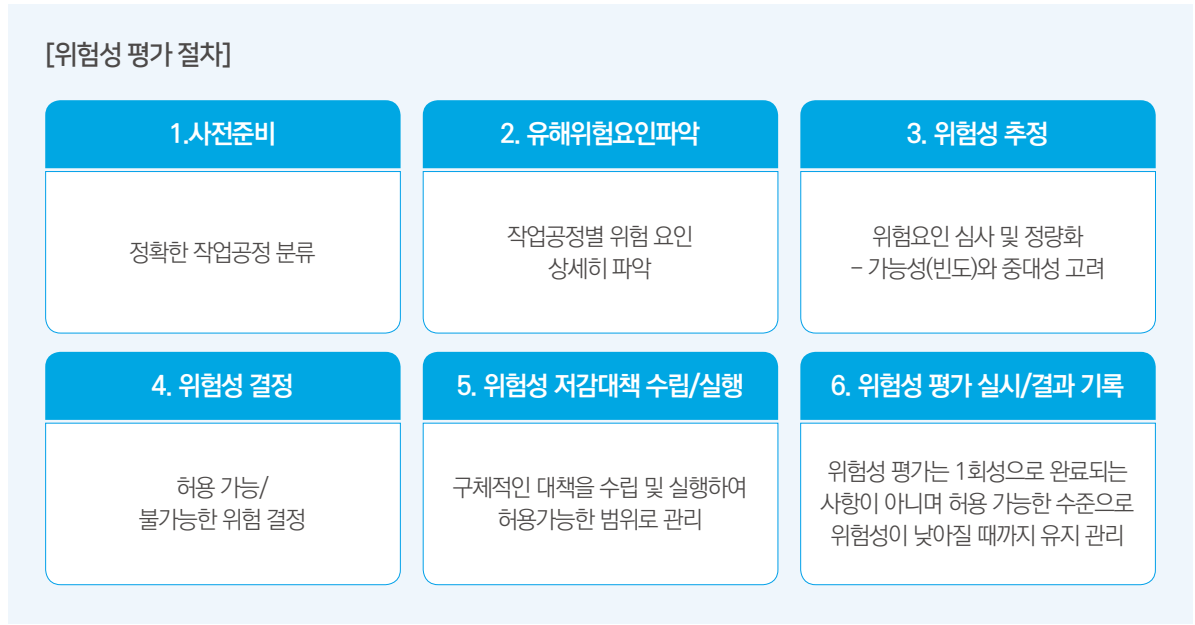 [위험성 평가 절차]
1.사전준비
정확한 작업공정 분류
2. 유해위험요인파악
작업공정별 위험 요인
상세히 파악
3. 위험성 추정
위험요인 심사 및 정량화
– 가능성(빈도)와 중대성 고려
4. 위험성 결정
허용 가능/
불가능한 위험 결정
5. 위험성 저감대책 수립/실행
구체적인 대책을 수립 및 실행하여
허용가능한 범위로 관리
6. 위험성 평가 실시/결과 기록
위험성 평가는 1회성으로 완료되는
사항이 아니며 허용 가능한 수준으로
위험성이 낮아질 때까지 유지 관리